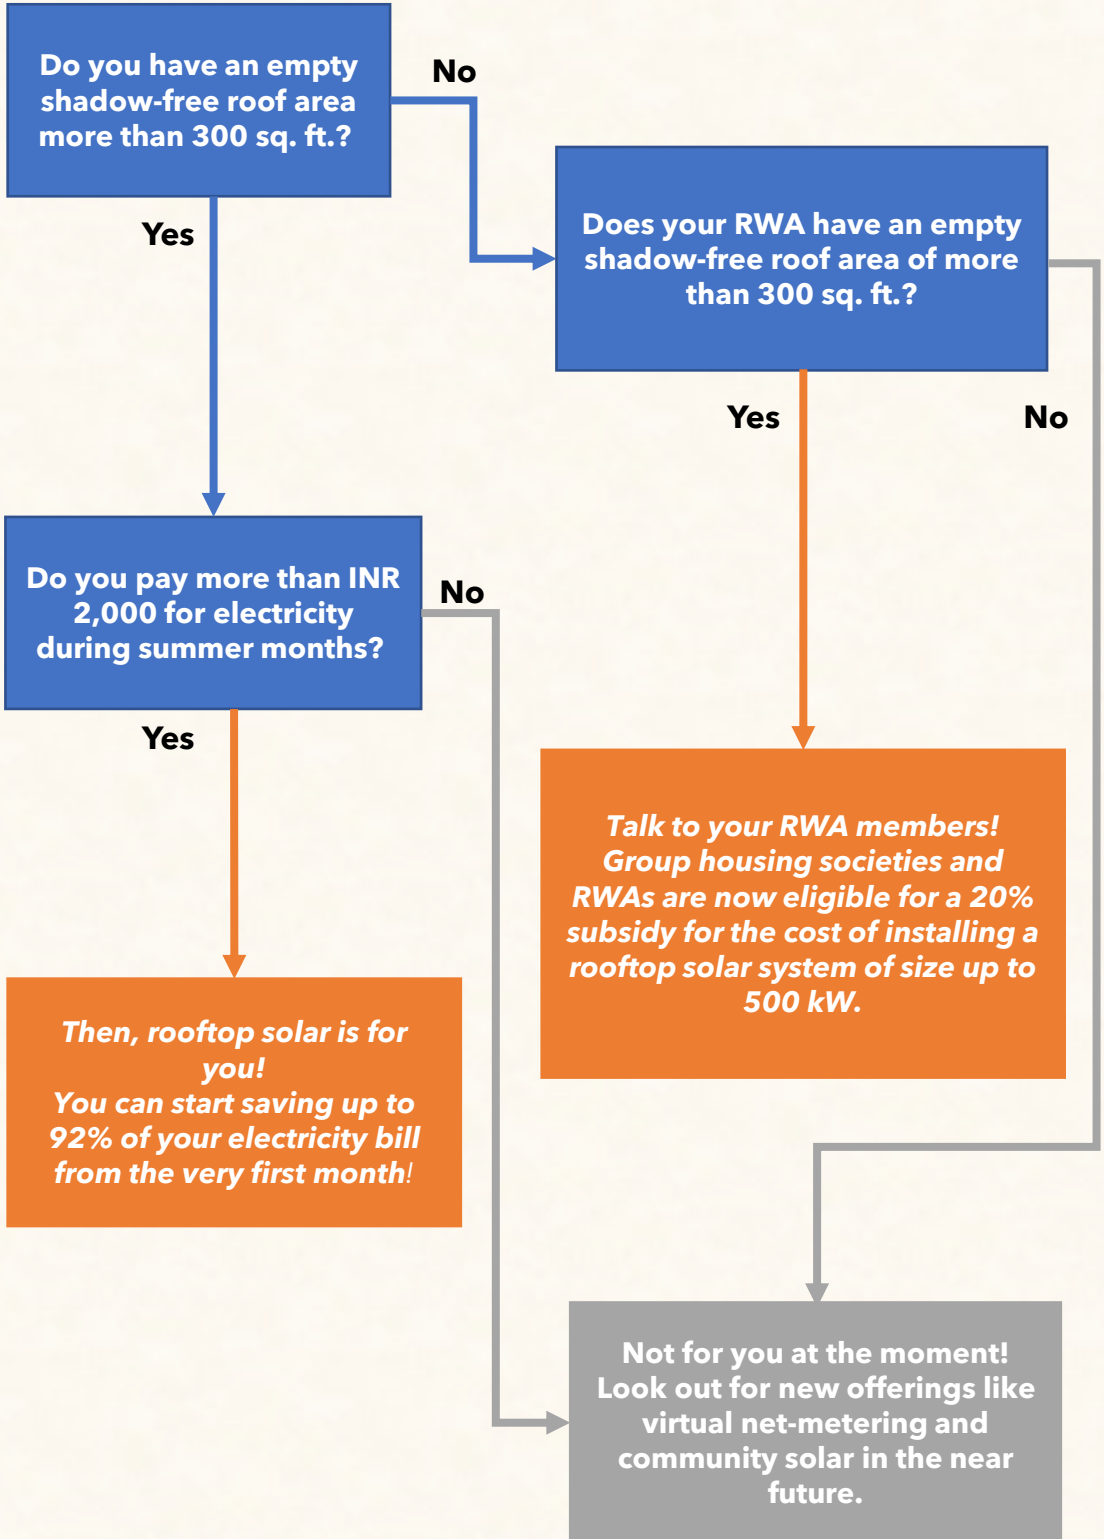 Do you have an empty
shadow-free roof area
more than 300 sq. ft.?
No
Yes
Does your RWA have an empty
shadow-free roof area of more
than 300 sq. ft.?
Yes
No
Do you pay more than INR
2,000 for electricity
during summer months?
No
Yes
Talk to your RWA members!
Group housing societies and
RWAs are now eligible for a 20%
subsidy for the cost of installing a
rooftop solar system of size up to
500 kW.
Then, rooftop solar is for
you!
You can start saving up to
92% of your electricity bill
from the very first month!
Not for you at the moment!
Look out for new offerings like
virtual net-metering and
community solar in the near
future.